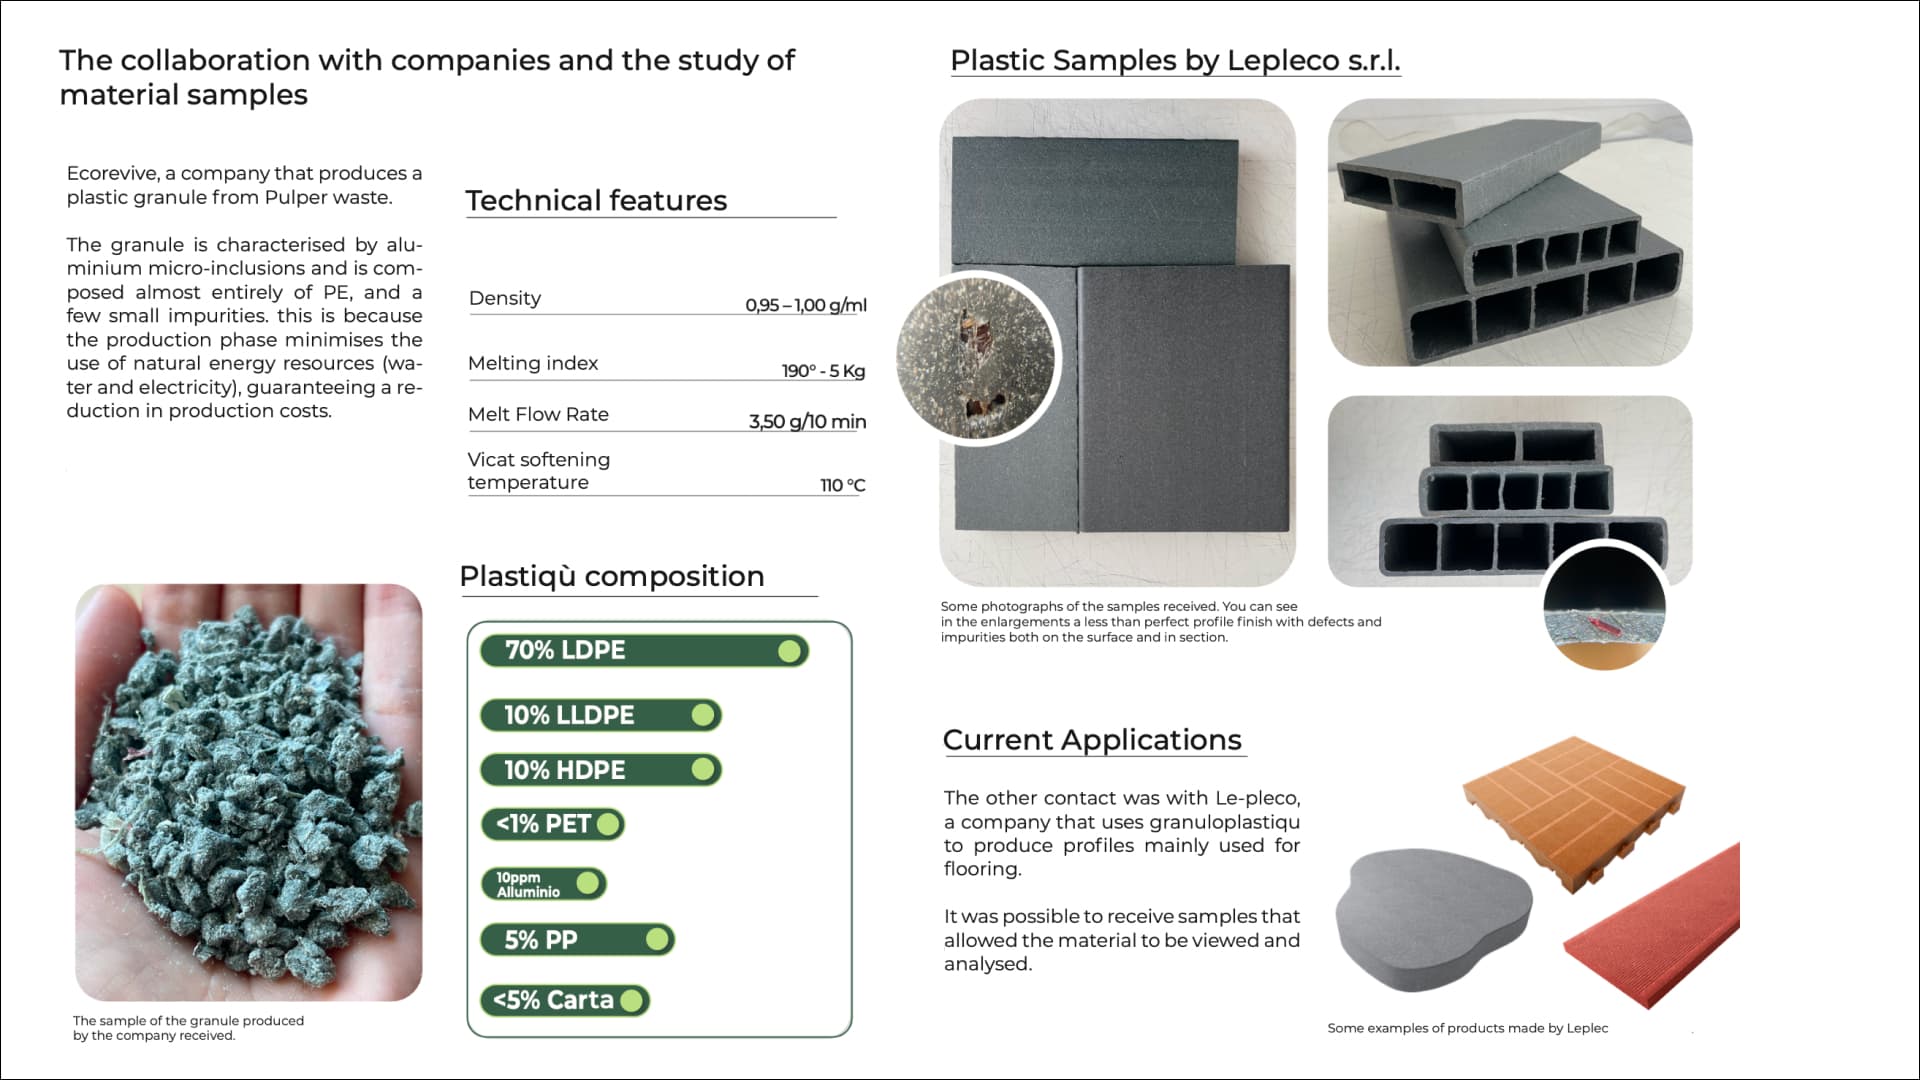 The collaboration with companies and the study of
material samples
Ecorevive, a company that produces a
plastic granule from Pulper waste.
The granule is characterised by alu-
minium micro-inclusions and is com-
posed almost entirely of PE, and a
few small impurities. this is because
the production phase minimises the
use of natural energy resources (wa-
ter and electricity), guaranteeing a re-
duction in production costs.
The sample of the granule produced
by the company received.
Technical features
Density 0,95 – 1,00 g/ml
Melting index 190° - 5 Kg
Melt Flow Rate 3,50 g/10 min
Vicat softening
temperature 110 °C
Plastiqù composition
70% LDPE
10% LLDPE
10% HDPE
<1% PET
10ppm
Alluminio
5% PP
<5% Carta
Plastic Samples by Lepleco s.r.l.
Some photographs of the samples received. You can see
in the enlargements a less than perfect profile finish with defects and
impurities both on the surface and in section.
Current Applications
The other contact was with Le-pleco,
a company that uses granuloplastiqu
to produce profiles mainly used for
flooring.
It was possible to receive samples that
allowed the material to be viewed and
analysed.
Some examples of products made by Leplec